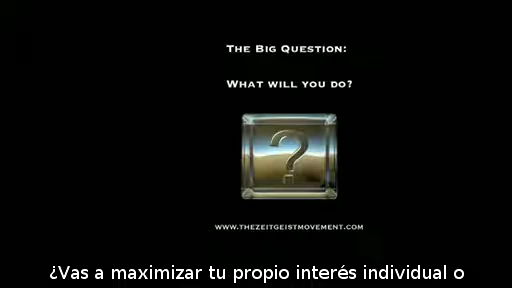 The Big Question:
What will you do?
?
www.thezeitgeistmovement.com
¿Vas a maximizar tu propio interés individual o